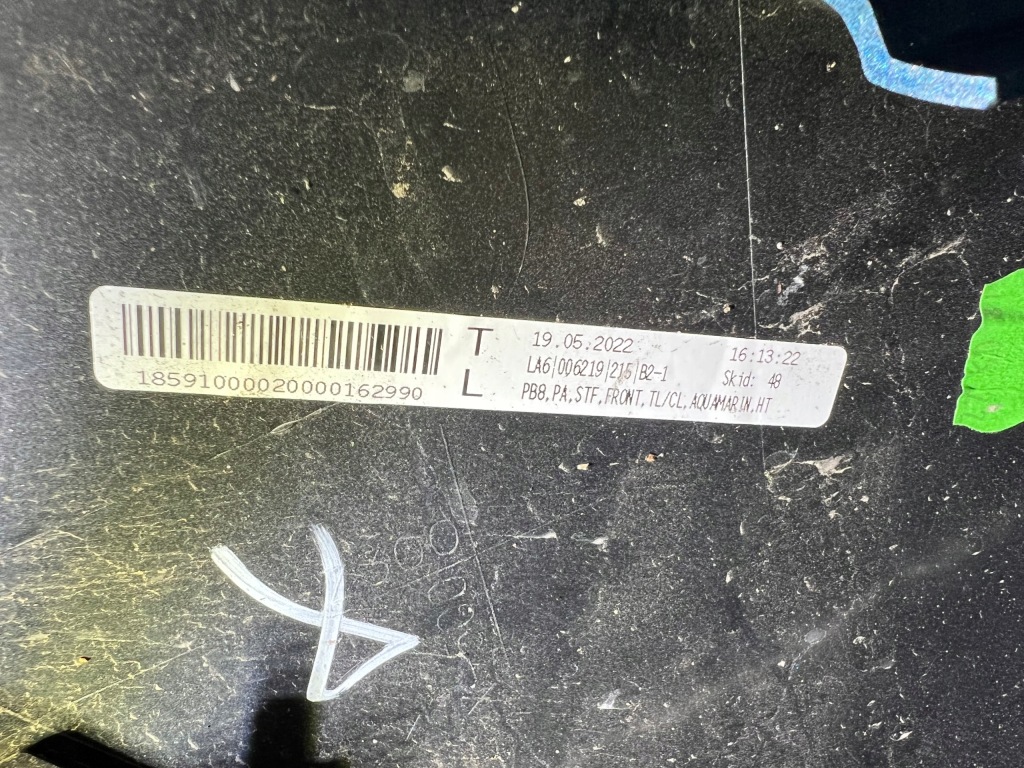 T
L
19.05.2022 16:13:22
LA6|006219|215|B2-1 Skid: 48
PB8,PA,STF,FRONT,TL/CL,AQUAMARIN,HT
18591000020000162990